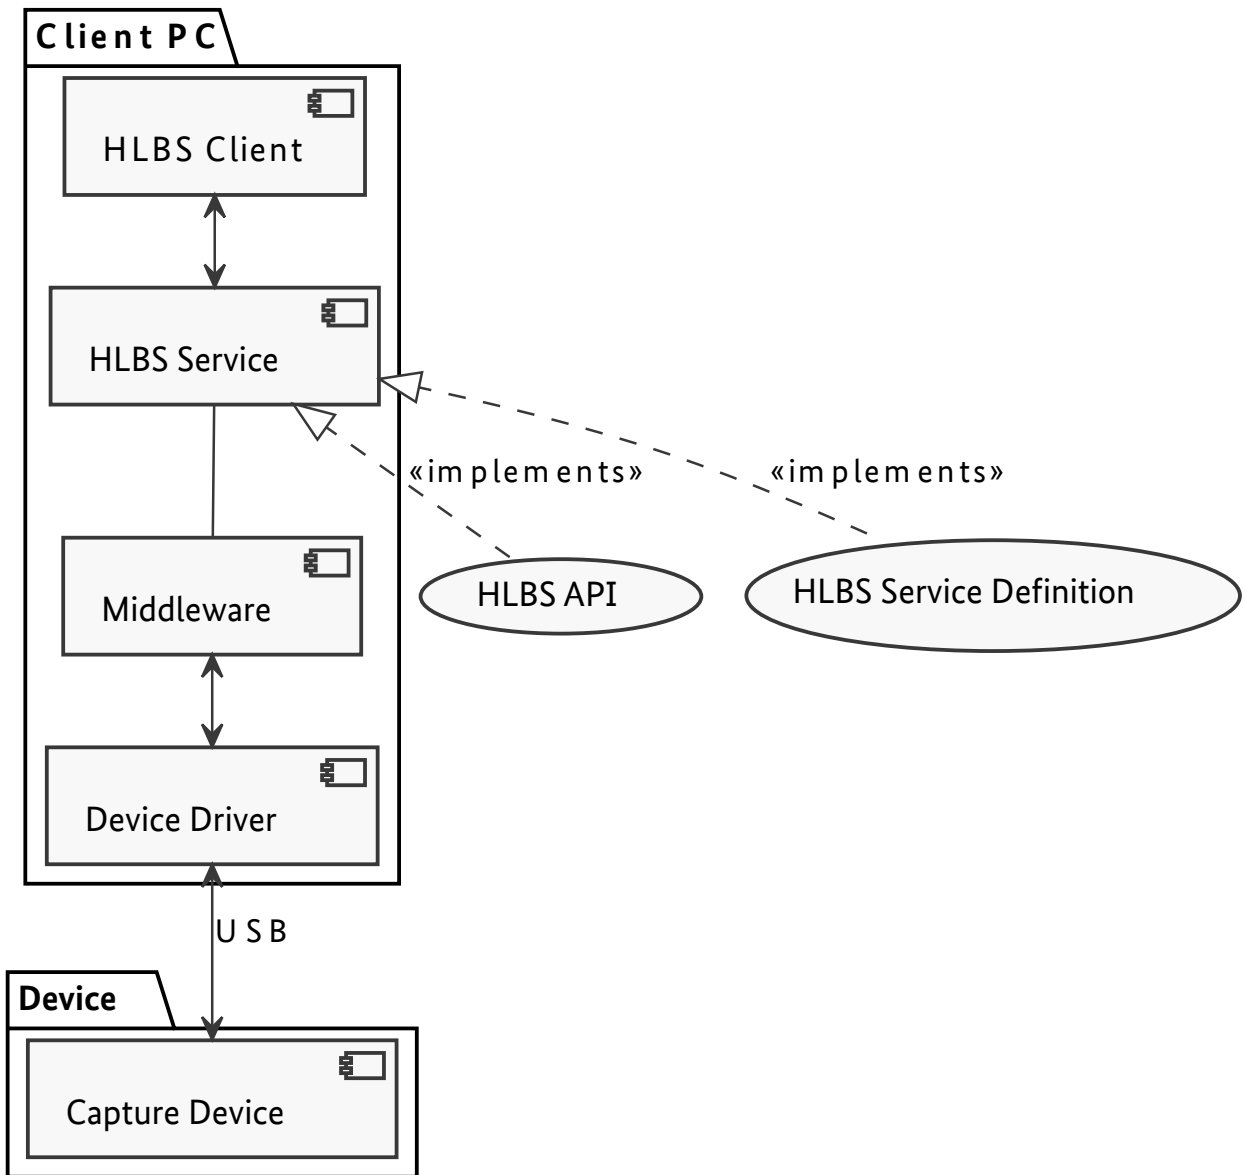 Client PC
HLBS Client
HLBS Service
«implements»
«implements»
Middleware
HLBS API
HLBS Service Definition
Device Driver
USB
Device
Capture Device